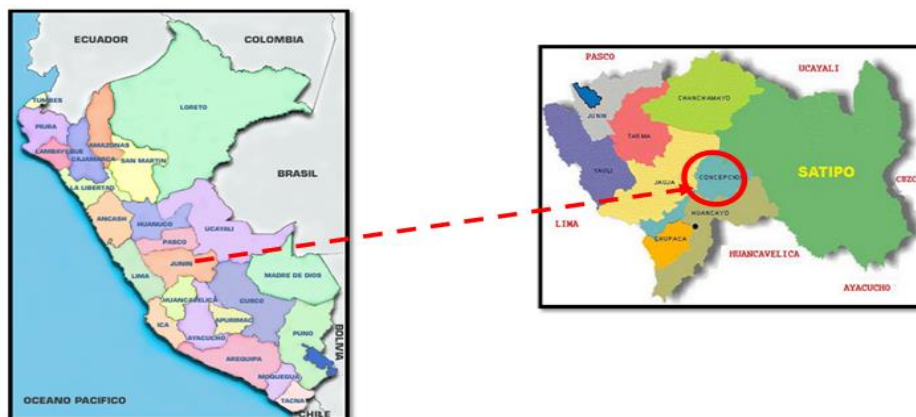 ECUADOR
COLOMBIA
TUMBES
LORETO
PIURA
AMAZONAS
LAMBAYEQUE
CAJAMARCA
SAN MARTIN
LA LIBERTAD
BRASIL
ANCASH
HUANUCO
UCAYALI
PASCO
JUNIN
LIMA
MADRE DE DIOS
HUANCAVELICA
CUSCO
APURIMAC
ICA
AYACUCHO
PUNO
BOLIVIA
AREQUIPA
MOQUEGUA
OCEANO PACIFICO
TACNA
CHILE
PASCO
UCAYALI
CHANCHAMAYO
JUNIN
TARMA
YAULI
JAUJA
CONCEPCIO
SATIPO
CUZCO
LIMA
HUANCAYO
CHUPACA
HUANCAVELICA
AYACUCHO